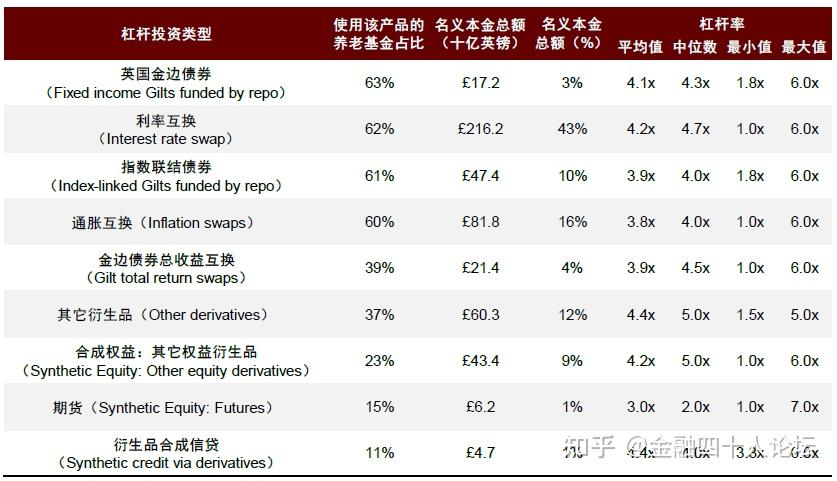 杠杆投资类型 使用该产品的养老基金占比 名义本金总额（十亿英镑） 名义本金总额（%） 杠杆率
平均值 中位数 最小值 最大值
英国金边债券
（Fixed income Gilts funded by repo） 63% £17.2 3% 4.1x 4.3x 1.8x 6.0x
利率互换
（Interest rate swap） 62% £216.2 43% 4.2x 4.7x 1.0x 6.0x
指数联结债券
（Index-linked Gilts funded by repo） 61% £47.4 10% 3.9x 4.0x 1.8x 6.0x
通胀互换（Inflation swaps） 60% £81.8 16% 3.8x 4.0x 1.0x 6.0x
金边债券总收益互换
（Gilt total return swaps） 39% £21.4 4% 3.9x 4.5x 1.0x 6.0x
其它衍生品（Other derivatives） 37% £60.3 12% 4.4x 5.0x 1.5x 5.0x
合成权益：其它权益衍生品
（Synthetic Equity: Other equity derivatives） 23% £43.4 9% 4.2x 5.0x 1.0x 6.0x
期货（Synthetic Equity: Futures） 15% £6.2 1% 3.0x 2.0x 1.0x 7.0x
衍生品合成信贷
（Synthetic credit via derivatives） 11% £4.7 1% 4.4x
知乎 @金融四十人论坛